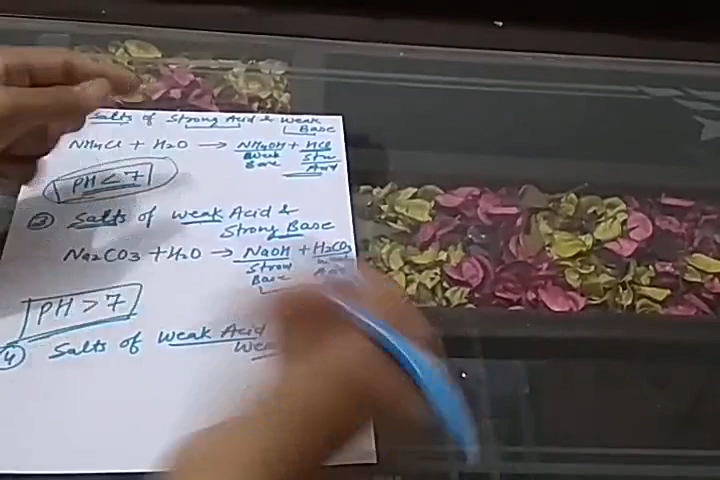 Salts of Strong Acid & Weak
Base
NH4Cl + H2O → NH4OH + HCl
Weak Base
Acid
PH < 7
③ Salts of weak Acid &
Strong Base
Na2CO3 + H2O → NaOH + H2CO3
Strong
Base
PH > 7
④ Salts of weak Acid